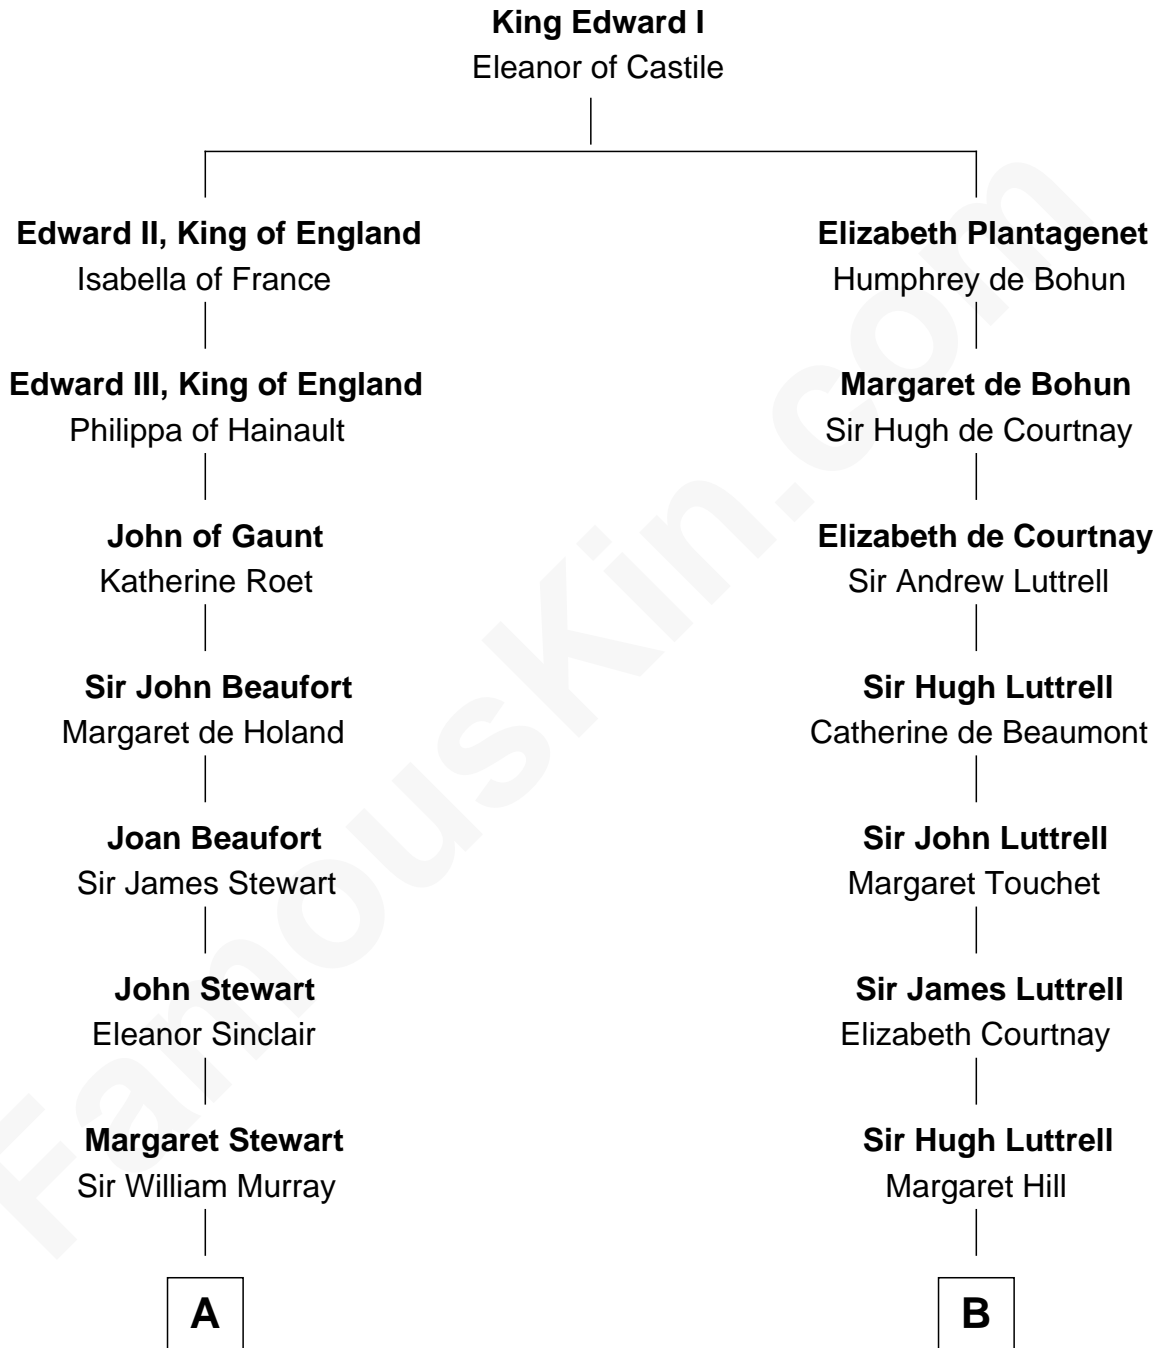 King Edward I
Eleanor of Castile
Edward II, King of England
Isabella of France
Edward III, King of England
Philippa of Hainault
John of Gaunt
Katherine Roet
Sir John Beaufort
Margaret de Holand
Joan Beaufort
Sir James Stewart
John Stewart
Eleanor Sinclair
Margaret Stewart
Sir William Murray
A
Elizabeth Plantagenet
Humphrey de Bohun
Margaret de Bohun
Sir Hugh de Courtnay
Elizabeth de Courtnay
Sir Andrew Luttrell
Sir Hugh Luttrell
Catherine de Beaumont
Sir John Luttrell
Margaret Touchet
Sir James Luttrell
Elizabeth Courtnay
Sir Hugh Luttrell
Margaret Hill
B
FamousKin.com